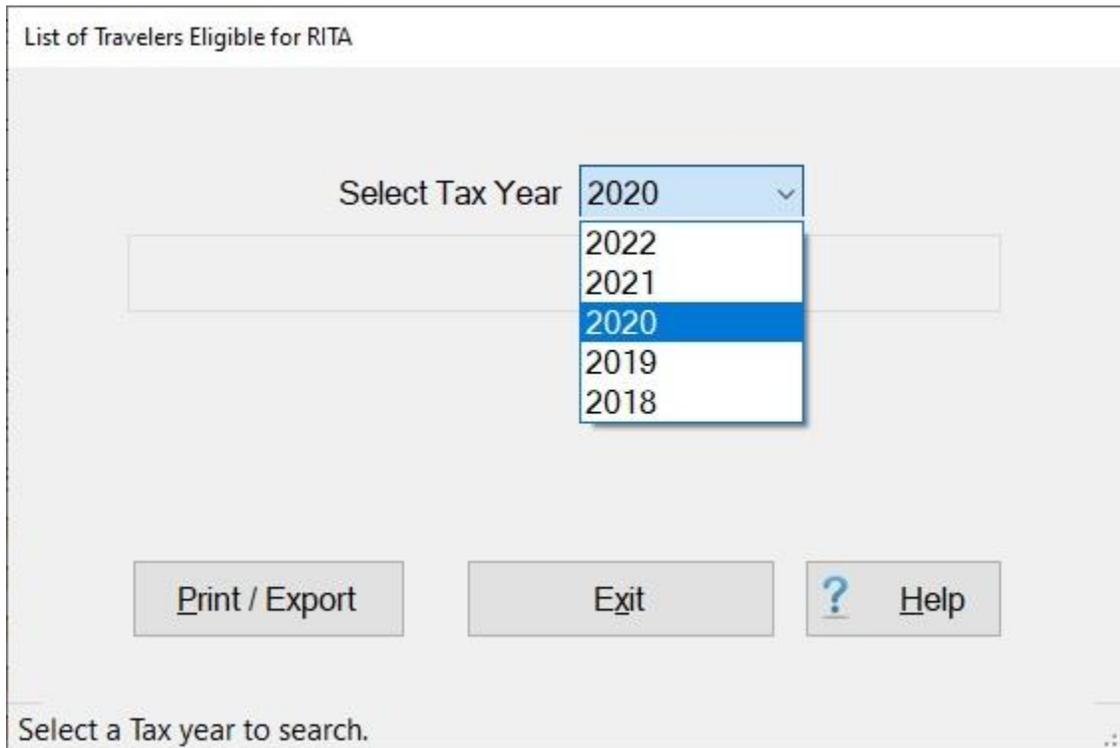 List of Travelers Eligible for RITA
Select Tax Year 2020
2022
2021
2020
2019
2018
Print / Export Exit ? Help
Select a Tax year to search.